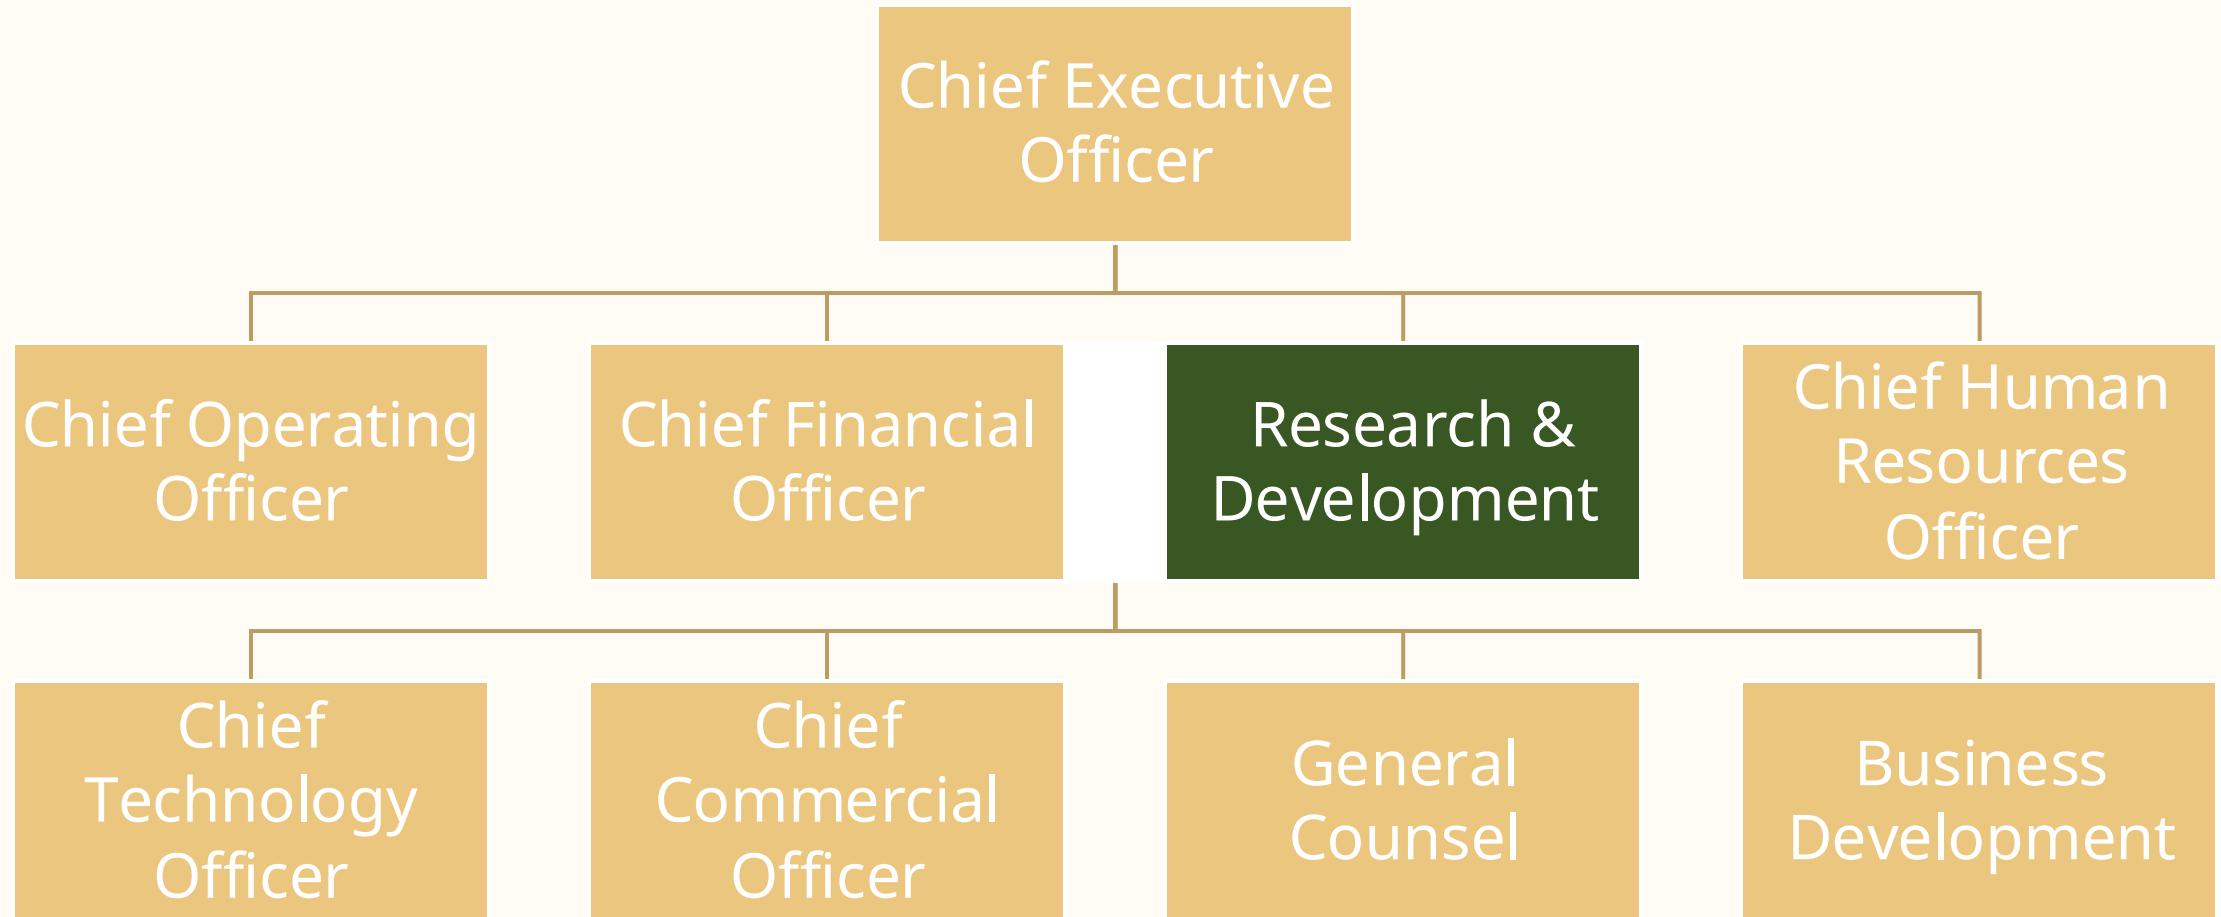 Chief Executive
Officer
Chief Operating
Officer
Chief Financial
Officer
Research &
Development
Chief Human
Resources
Officer
Chief
Technology
Officer
Chief
Commercial
Officer
General
Counsel
Business
Development